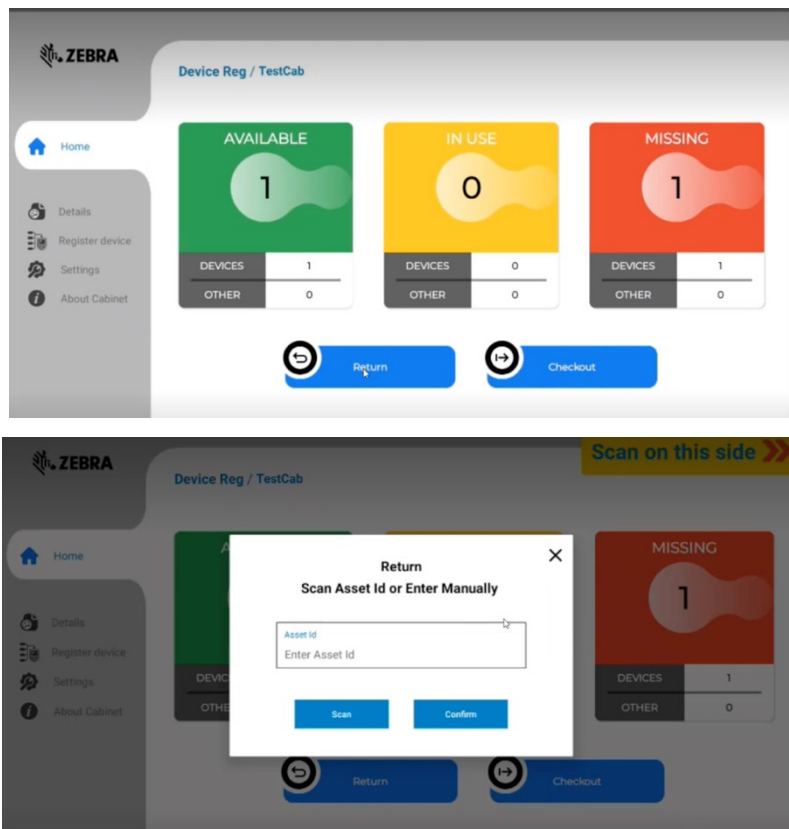 ZEBRA
Device Reg / TestCab
Home
Details
Register device
Settings
About Cabinet
AVAILABLE
1
DEVICES 1
OTHER 0
IN USE
0
DEVICES 0
OTHER 0
MISSING
1
DEVICES 1
OTHER 0
Return
Checkout
ZEBRA
Scan on this side
Device Reg / TestCab
Home
Details
Register device
Settings
About Cabinet
A
DEVIC
OTHE
Return
Scan Asset Id or Enter Manually
Asset Id
Enter Asset Id
Scan
Confirm
MISSING
1
DEVICES 1
OTHER 0
Return
Checkout